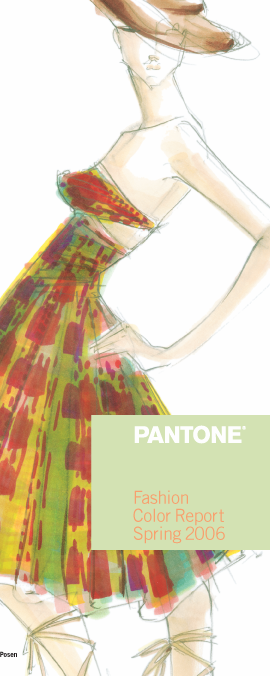 PANTONE®
Fashion
Color Report
Spring 2006
Posen